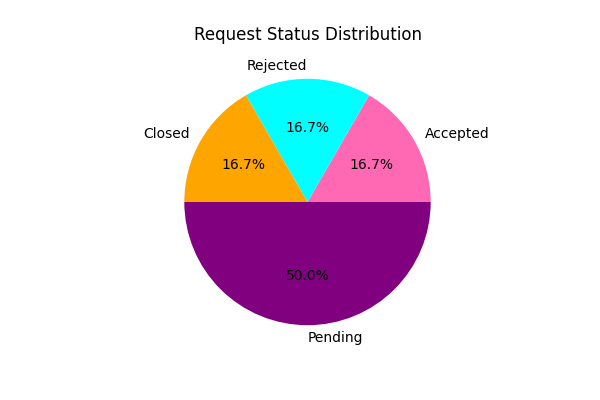 Request Status Distribution
Rejected
16.7%
Closed
Accepted
16.7%
16.7%
50.0%
Pending